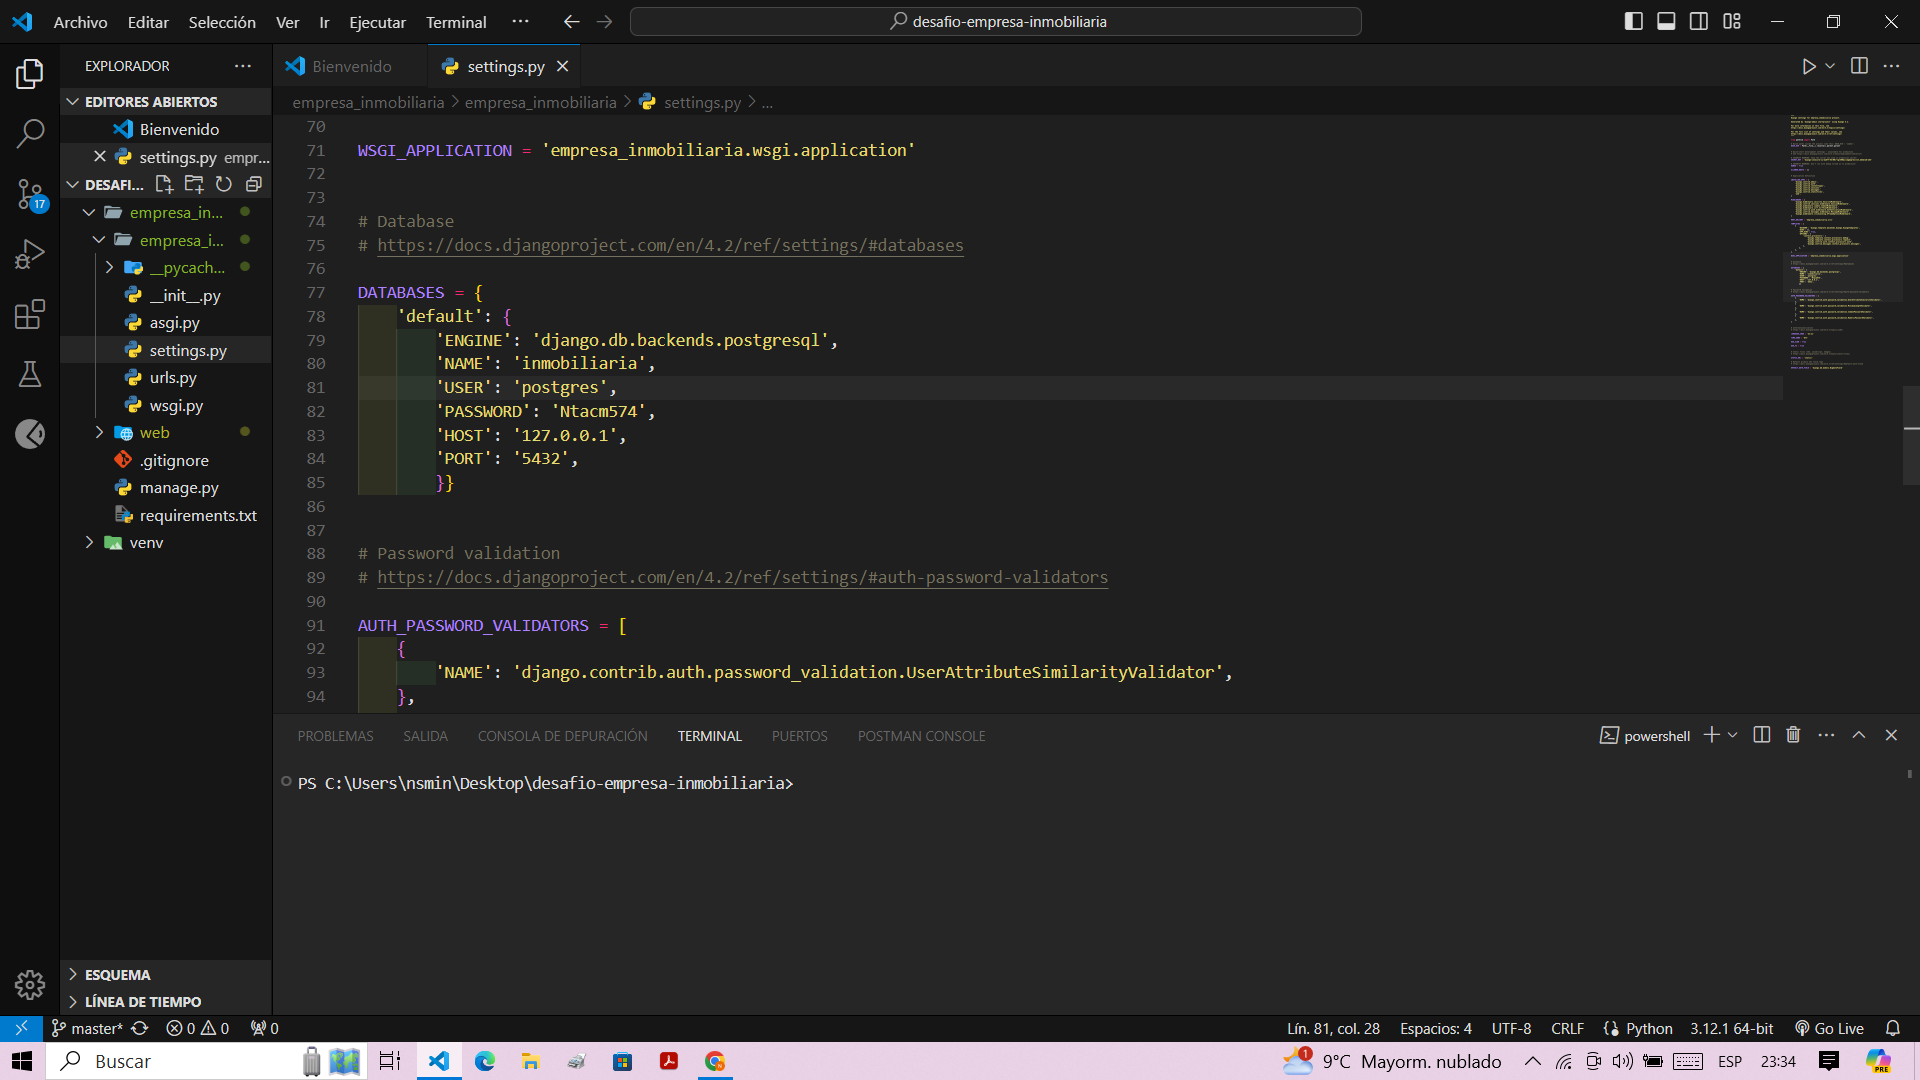 Archivo Editar Selección Ver Ir Ejecutar Terminal ··· desafio-empresa-inmobiliaria
EXPLORADOR ···
EDITORES ABIERTOS
Bienvenido
settings.py empr...
DESAFI...
empresa_in...
empresa_i...
__pycach...
__init__.py
asgi.py
settings.py
urls.py
wsgi.py
web
.gitignore
manage.py
requirements.txt
venv
ESQUEMA
LÍNEA DE TIEMPO
17
Bienvenido settings.py
empresa_inmobiliaria > empresa_inmobiliaria > settings.py > ...
70
71 WSGI_APPLICATION = 'empresa_inmobiliaria.wsgi.application'
72
73
74 # Database
75 # https://docs.djangoproject.com/en/4.2/ref/settings/#databases
76
77 DATABASES = {
78 'default': {
79 'ENGINE': 'django.db.backends.postgresql',
80 'NAME': 'inmobiliaria',
81 'USER': 'postgres',
82 'PASSWORD': 'Ntacm574',
83 'HOST': '127.0.0.1',
84 'PORT': '5432',
85 }}
86
87
88 # Password validation
89 # https://docs.djangoproject.com/en/4.2/ref/settings/#auth-password-validators
90
91 AUTH_PASSWORD_VALIDATORS = [
92 {
93 'NAME': 'django.contrib.auth.password_validation.UserAttributeSimilarityValidator',
94 },
PROBLEMAS SALIDA CONSOLA DE DEPURACIÓN TERMINAL PUERTOS POSTMAN CONSOLE powershell
PS C:\Users\nsmin\Desktop\desafio-empresa-inmobiliaria>
master* 0 0 0 Lín. 81, col. 28 Espacios: 4 UTF-8 CRLF Python 3.12.1 64-bit Go Live
Buscar 1 9°C Mayorm. nublado ESP 23:34 PRE